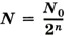 N = N₀ / 2ⁿ